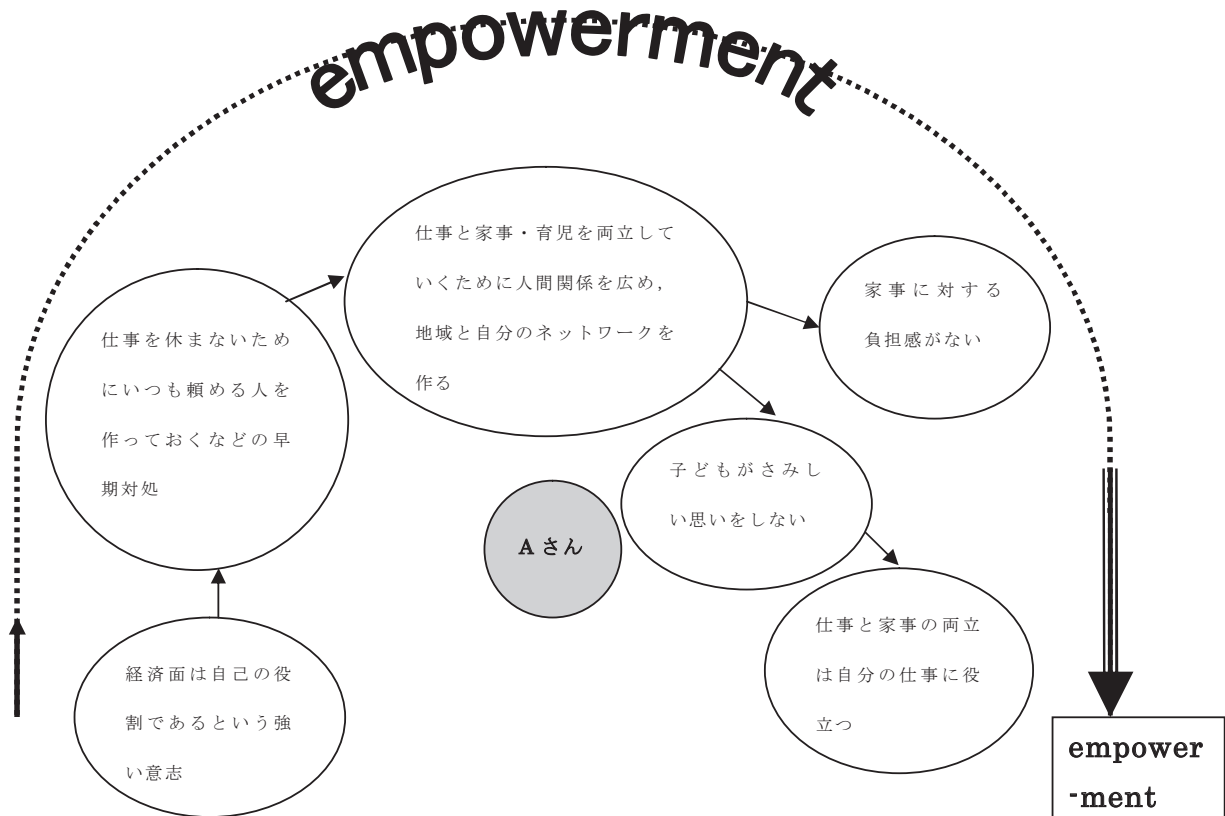 empowerment
仕事と家事・育児を両立して
いくために人間関係を広め，
地域と自分のネットワークを
作る
家事に対する
負担感がない
仕事を休まないため
にいつも頼める人を
作っておくなどの早
期対処
子どもがさみし
い思いをしない
Aさん
仕事と家事の両立
は自分の仕事に役
立つ
経済面は自己の役
割であるという強
い意志
empower
-ment